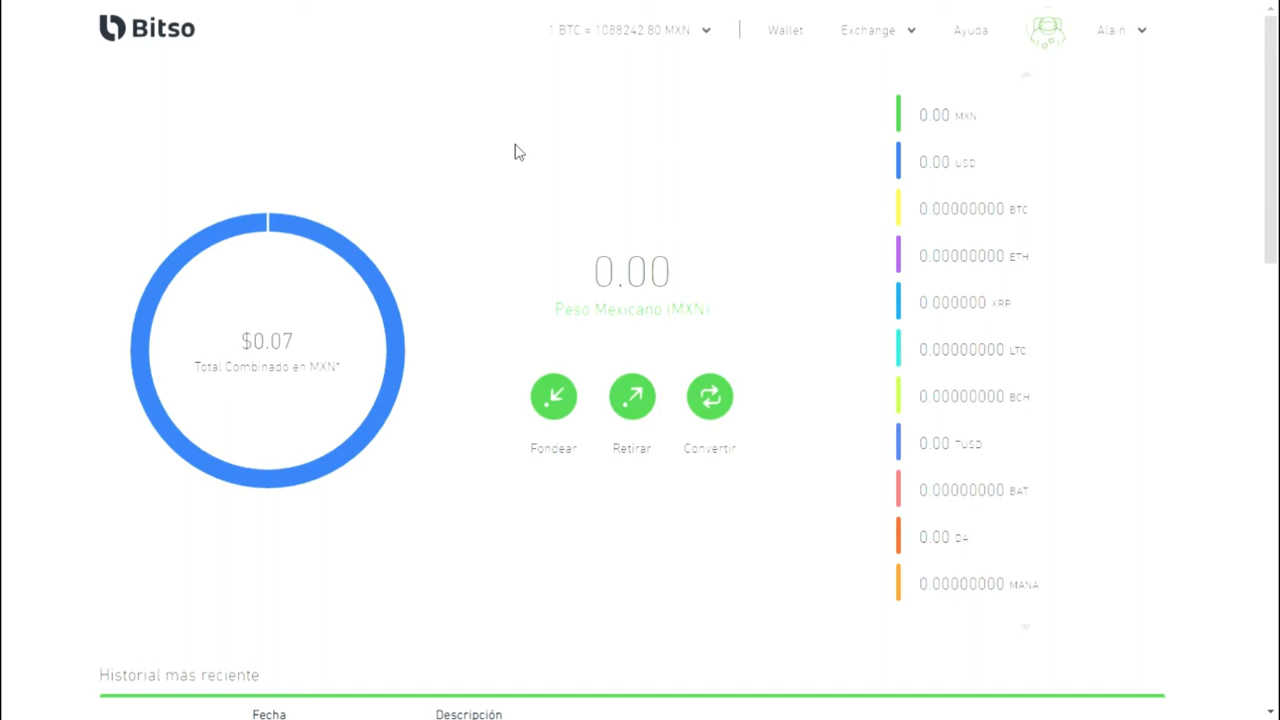 Bitso
1 BTC = 1088242.80 MXN
Wallet
Exchange
Ayuda
Alain
$0.07
Total Combinado en MXN*
0.00
Peso Mexicano (MXN)
Fondear
Retirar
Convertir
0.00 MXN
0.00 USD
0.00000000 BTC
0.00000000 ETH
0.000000 XRP
0.00000000 LTC
0.00000000 BCH
0.00 TUSD
0.00000000 BAT
0.00 DAI
0.00000000 MANA
Historial más reciente
Fecha
Descripción